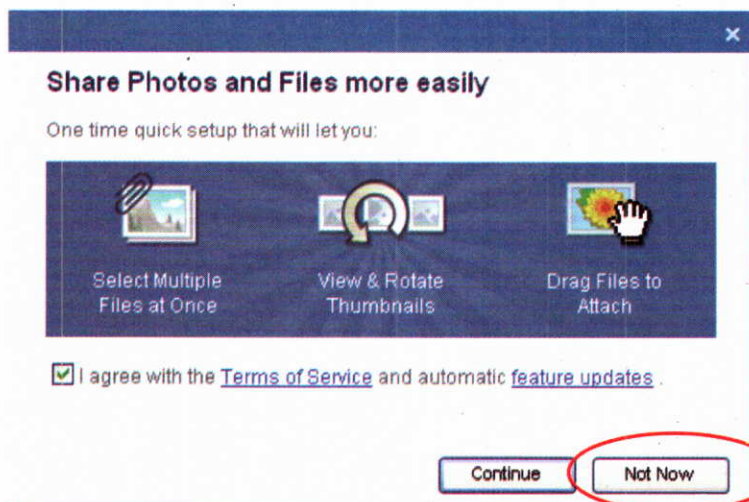 Share Photos and Files more easily
One time quick setup that will let you:
Select Multiple
Files at Once
View & Rotate
Thumbnails
Drag Files to
Attach
I agree with the Terms of Service and automatic feature updates .
Continue
Not Now